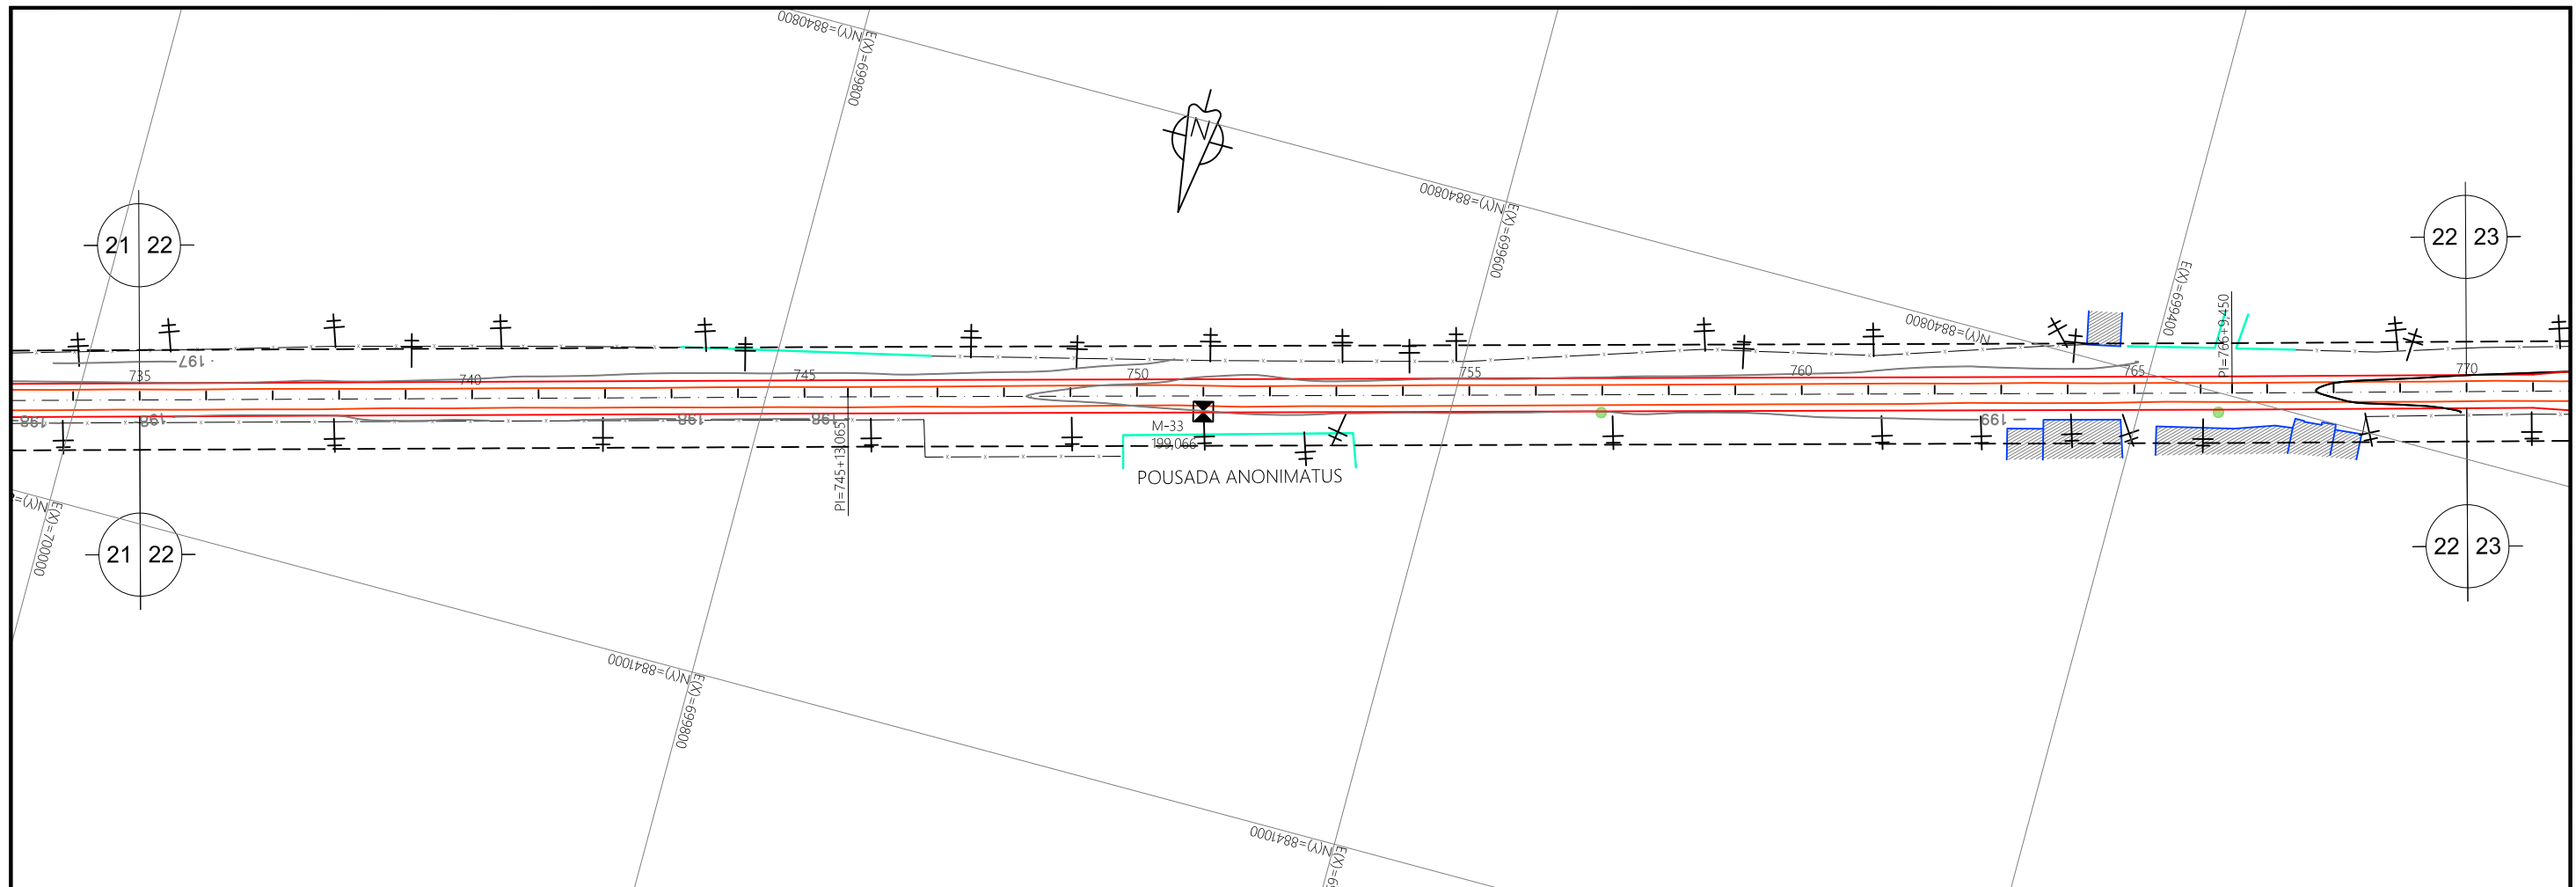 N(Y)=8840800
E(X)=699800
N
N(Y)=8840800
E(X)=699600
21 22
22 23
E(X)=699400
N(Y)=8840800
PI=766+9,450
197
735
740
745
750
755
760
765
770
198
198
198
198
199
PI=745+13,065
M-33
199,066
POUSADA ANONIMATUS
N(Y)=
E(X)=700000
21 22
22 23
N(Y)=8841000
E(X)=699800
N(Y)=8841000
E(X)=69